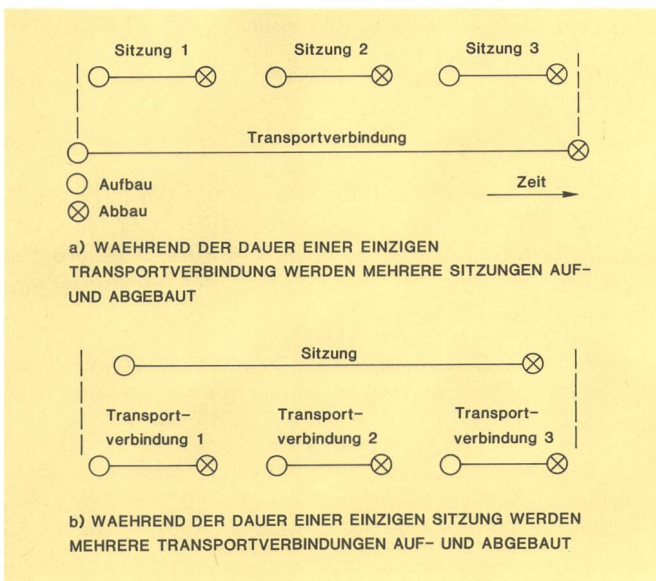 Sitzung 1 Sitzung 2 Sitzung 3
Transportverbindung
Aufbau
Zeit
Abbau
a) WAEHREND DER DAUER EINER EINZIGEN
TRANSPORTVERBINDUNG WERDEN MEHRERE SITZUNGEN AUF-
UND ABGEBAUT
Sitzung
Transport- Transport- Transport-
verbindung 1 verbindung 2 verbindung 3
b) WAEHREND DER DAUER EINER EINZIGEN SITZUNG WERDEN
MEHRERE TRANSPORTVERBINDUNGEN AUF- UND ABGEBAUT